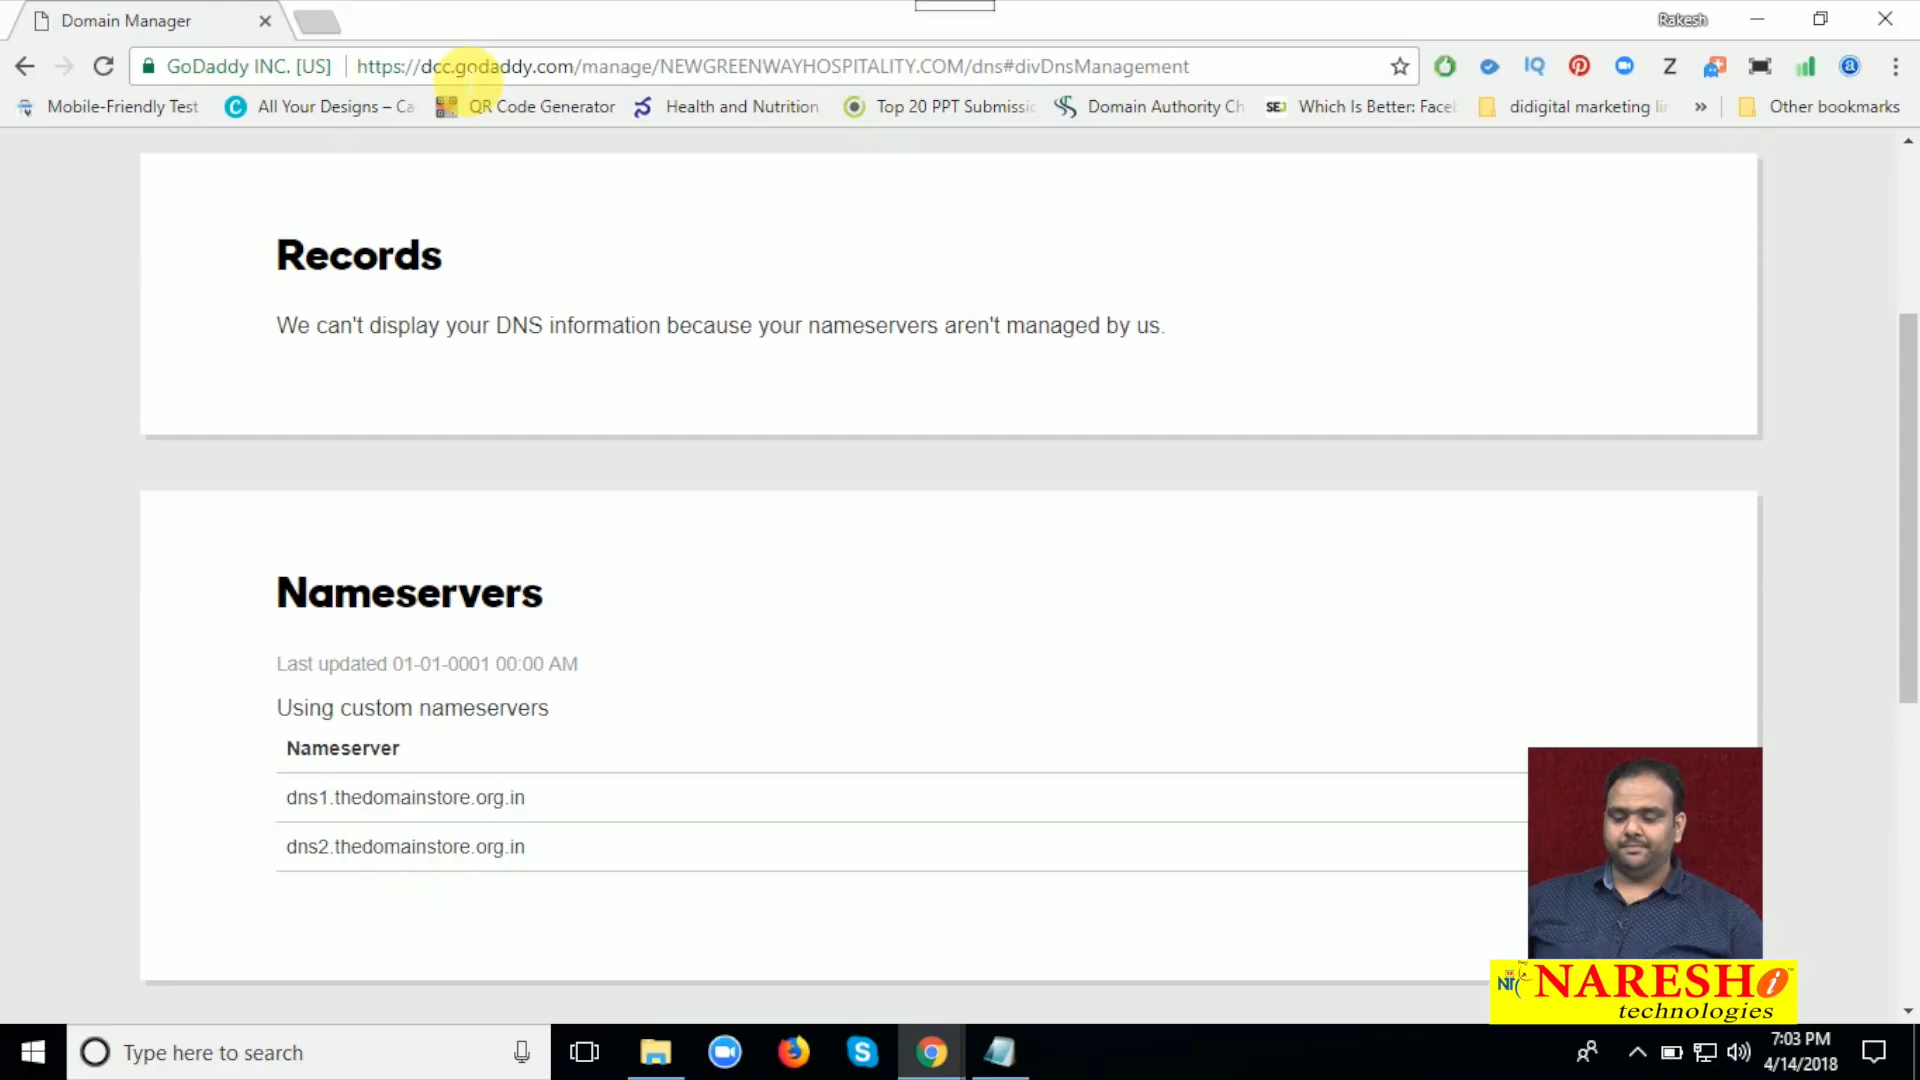 Domain Manager
Rakesh
GoDaddy INC. [US]
https://dcc.godaddy.com/manage/NEWGREENWAYHOSPITALITY.COM/dns#divDnsManagement
IQ
Z
a
Mobile-Friendly Test
C
All Your Designs – Ca
QR Code Generator
Health and Nutrition
Top 20 PPT Submissic
Domain Authority Ch
SEJ
Which Is Better: Face
didigital marketing li
»
Other bookmarks
Records
We can't display your DNS information because your nameservers aren't managed by us.
Nameservers
Last updated 01-01-0001 00:00 AM
Using custom nameservers
Nameserver
dns1.thedomainstore.org.in
dns2.thedomainstore.org.in
NARESH i
technologies
Type here to search
S
7:03 PM
4/14/2018